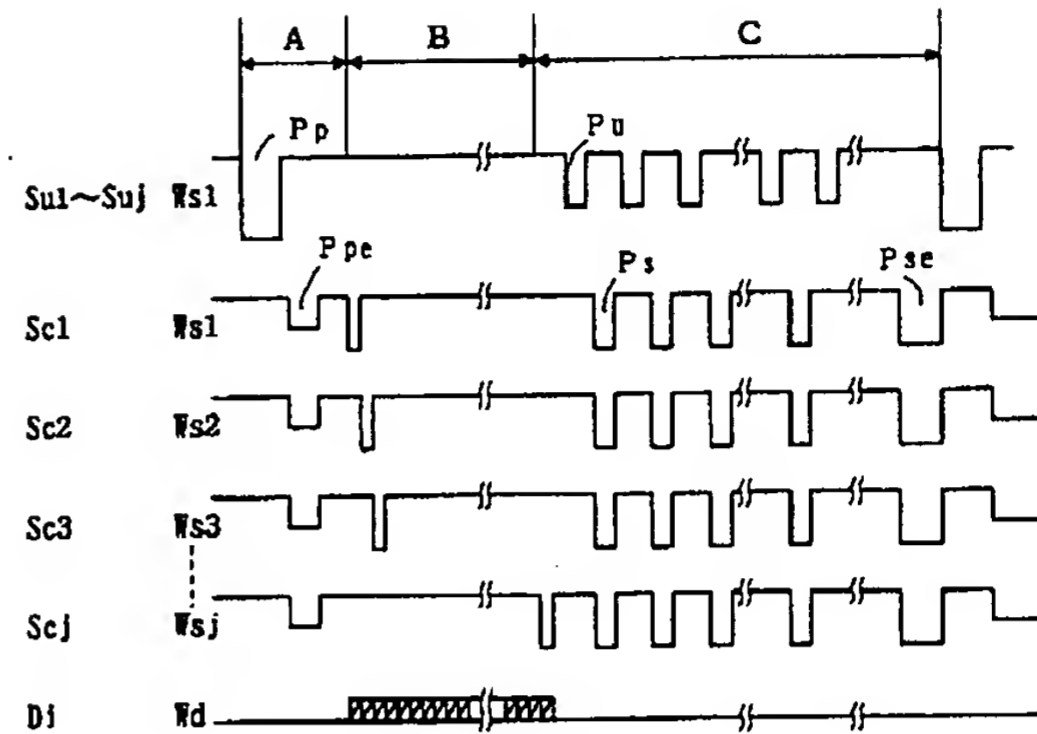 A B C
Pp Pu
Su1~Suj Ws1
Ppe Ps Pse
Sc1 Ws1
Sc2 Ws2
Sc3 Ws3
Scj Wsj
Di Wd